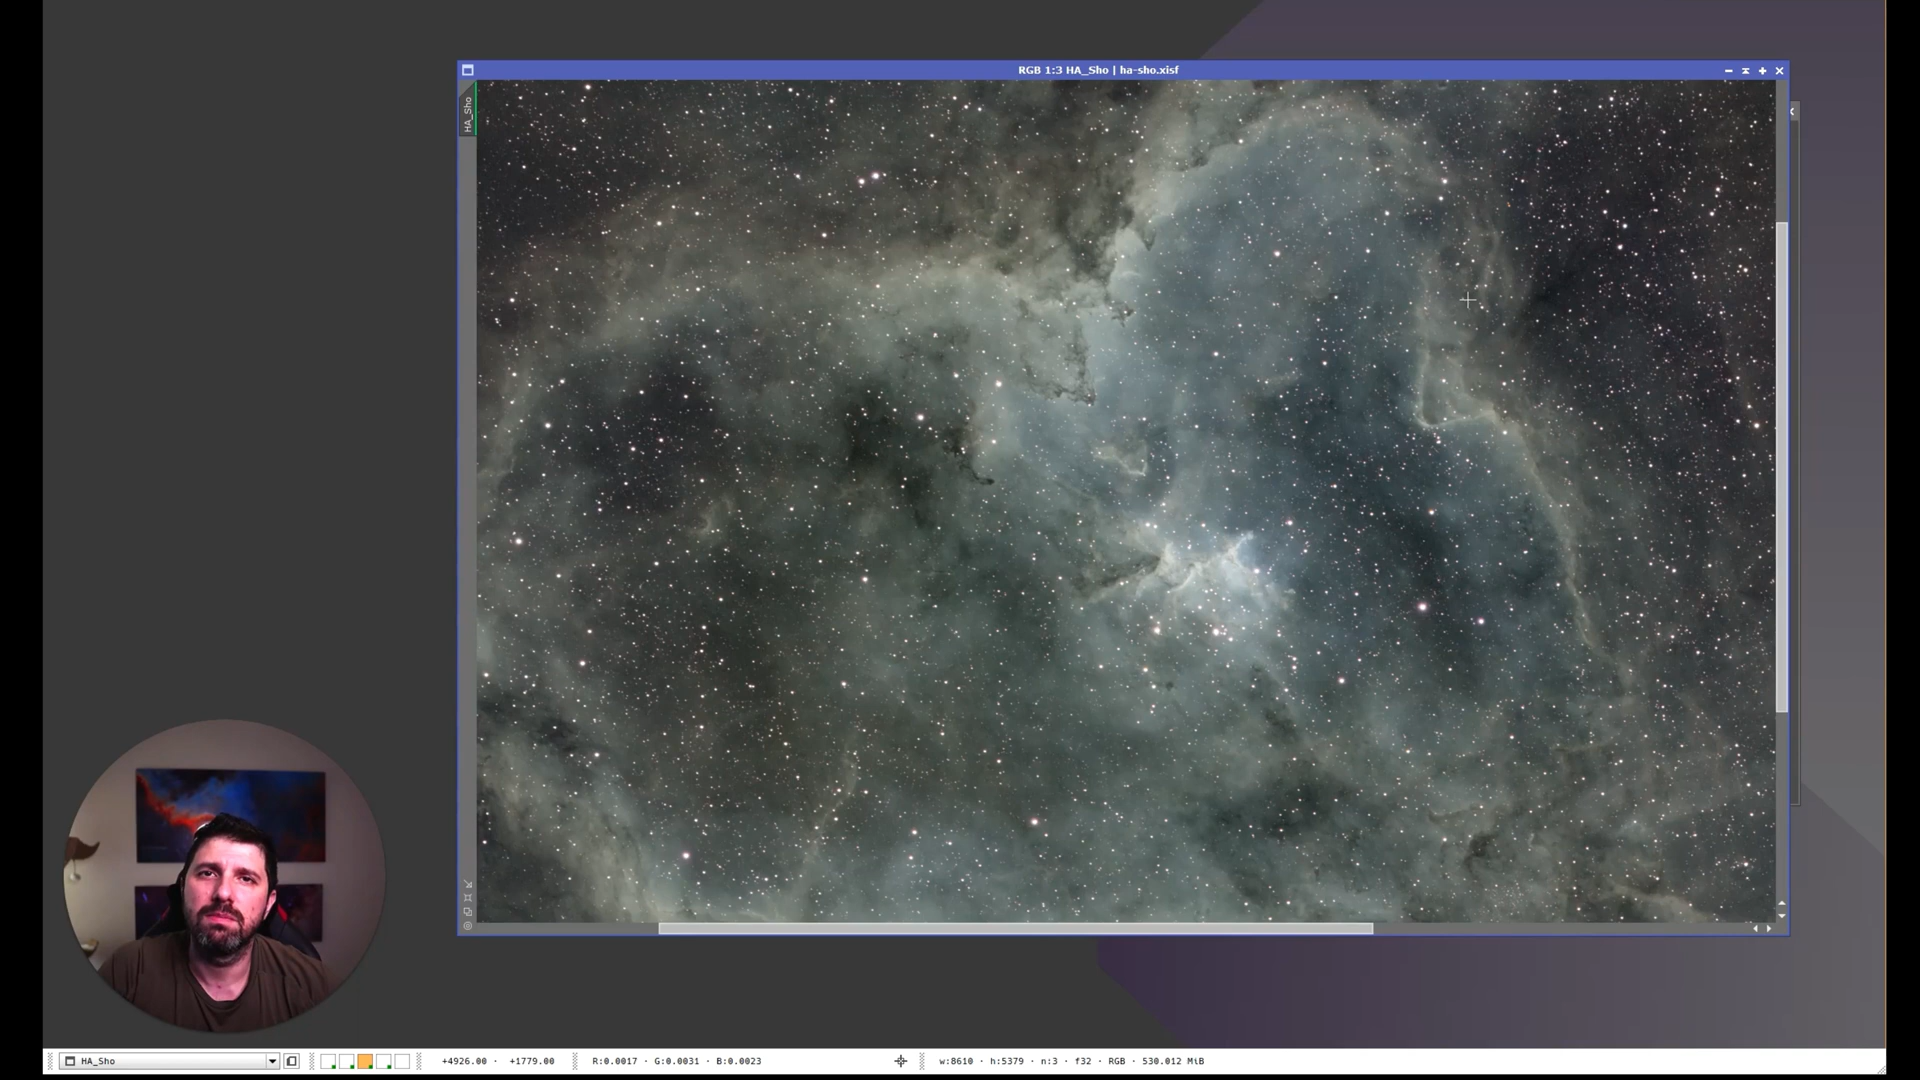 RGB 1:3 HA_Sho | ha-sho.xisf
HA_Sho
HA_Sho
+4926.00 · +1779.00
R:0.0017 · G:0.0031 · B:0.0023
w:8610 · h:5379 · n:3 · f32 · RGB · 530.012 MiB